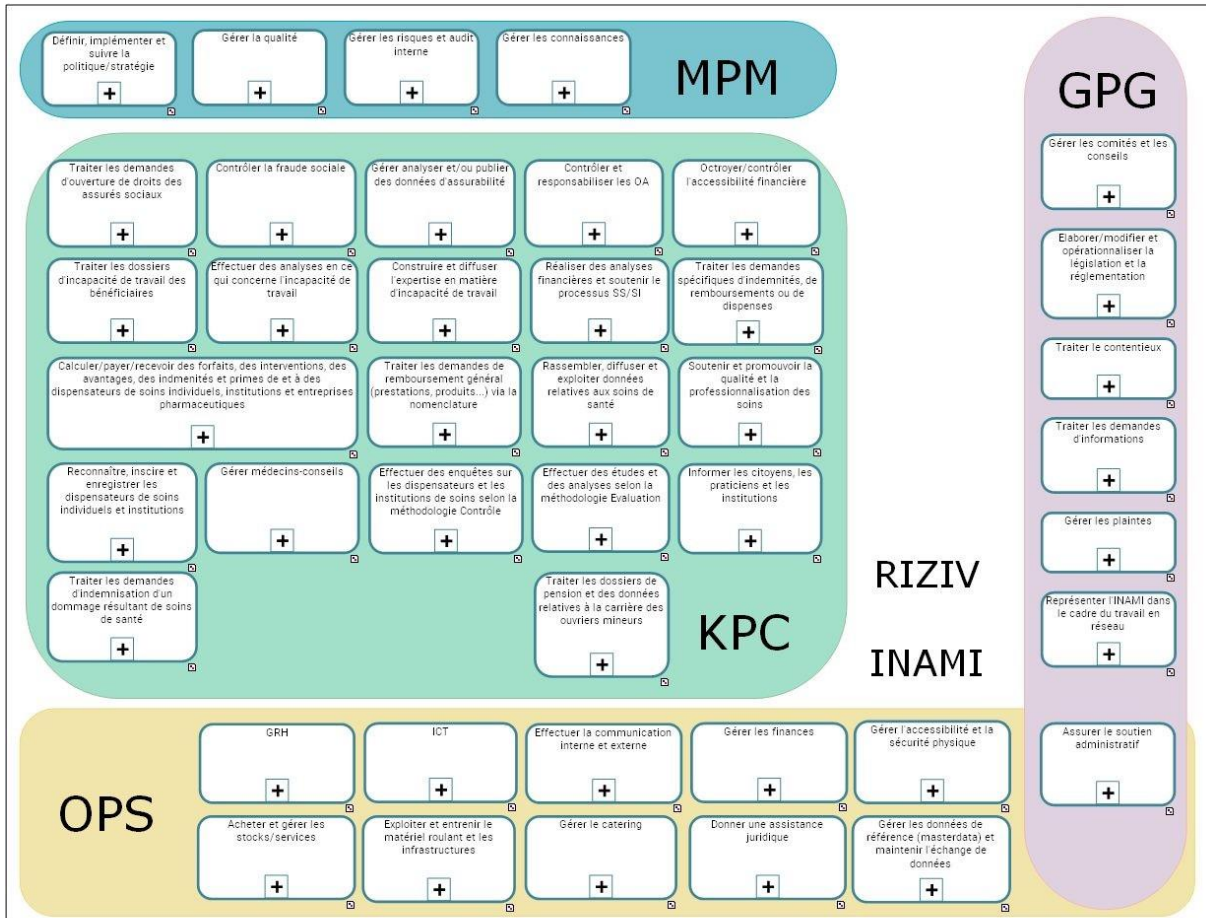 Définir, implémenter et
suivre la
politique/stratégie
Gérer la qualité
Gérer les risques et audit
interne
Gérer les connaissances
MPM
GPG
Gérer les comités et les
conseils
Elaborer/modifier et
opérationnaliser la
législation et la
réglementation
Traiter le contentieux
Traiter les demandes
d'informations
Gérer les plaintes
Représenter l'INAMI dans
le cadre du travail en
réseau
Assurer le soutien
administratif
Traiter les demandes
d'ouverture de droits des
assurés sociaux
Contrôler la fraude sociale
Gérer analyser et/ou publier
des données d'assurabilité
Contrôler et
responsabiliser les OA
Octroyer/contrôler
l'accessibilité financière
Traiter les dossiers
d'incapacité de travail des
bénéficiaires
Effectuer des analyses en ce
qui concerne l'incapacité de
travail
Construire et diffuser
l'expertise en matière
d'incapacité de travail
Réaliser des analyses
financières et soutenir le
processus SS/SI
Traiter les demandes
spécifiques d'indemnités, de
remboursements ou de
dispenses
Calculer/payer/recevoir des forfaits, des interventions, des
avantages, des indmenités et primes de et à des
dispensateurs de soins individuels, institutions et entreprises
pharmaceutiques
Traiter les demandes de
remboursement général
(prestations, produits...) via la
nomenclature
Rassembler, diffuser et
exploiter données
relatives aux soins de
santé
Soutenir et promouvoir la
qualité et la
professionnalisation des
soins
Reconnaître, inscire et
enregistrer les
dispensateurs de soins
individuels et institutions
Gérer médecins-conseils
Effectuer des enquêtes sur
les dispensateurs et les
institutions de soins selon la
méthodologie Contrôle
Effectuer des études et
des analyses selon la
méthodologie Evaluation
Informer les citoyens, les
praticiens et les
institutions
Traiter les demandes
d'indemnisation d'un
dommage résultant de soins
de santé
Traiter les dossiers de
pension et des données
relatives à la carrière des
ouvriers mineurs
KPC
RIZIV
INAMI
OPS
GRH
ICT
Effectuer la communication
interne et externe
Gérer les finances
Gérer l'accessibilité et la
sécurité physique
Acheter et gérer les
stocks/services
Exploiter et entrenir le
matériel roulant et les
infrastructures
Gérer le catering
Donner une assistance
juridique
Gérer les données de
référence (masterdata) et
maintenir l'échange de
données